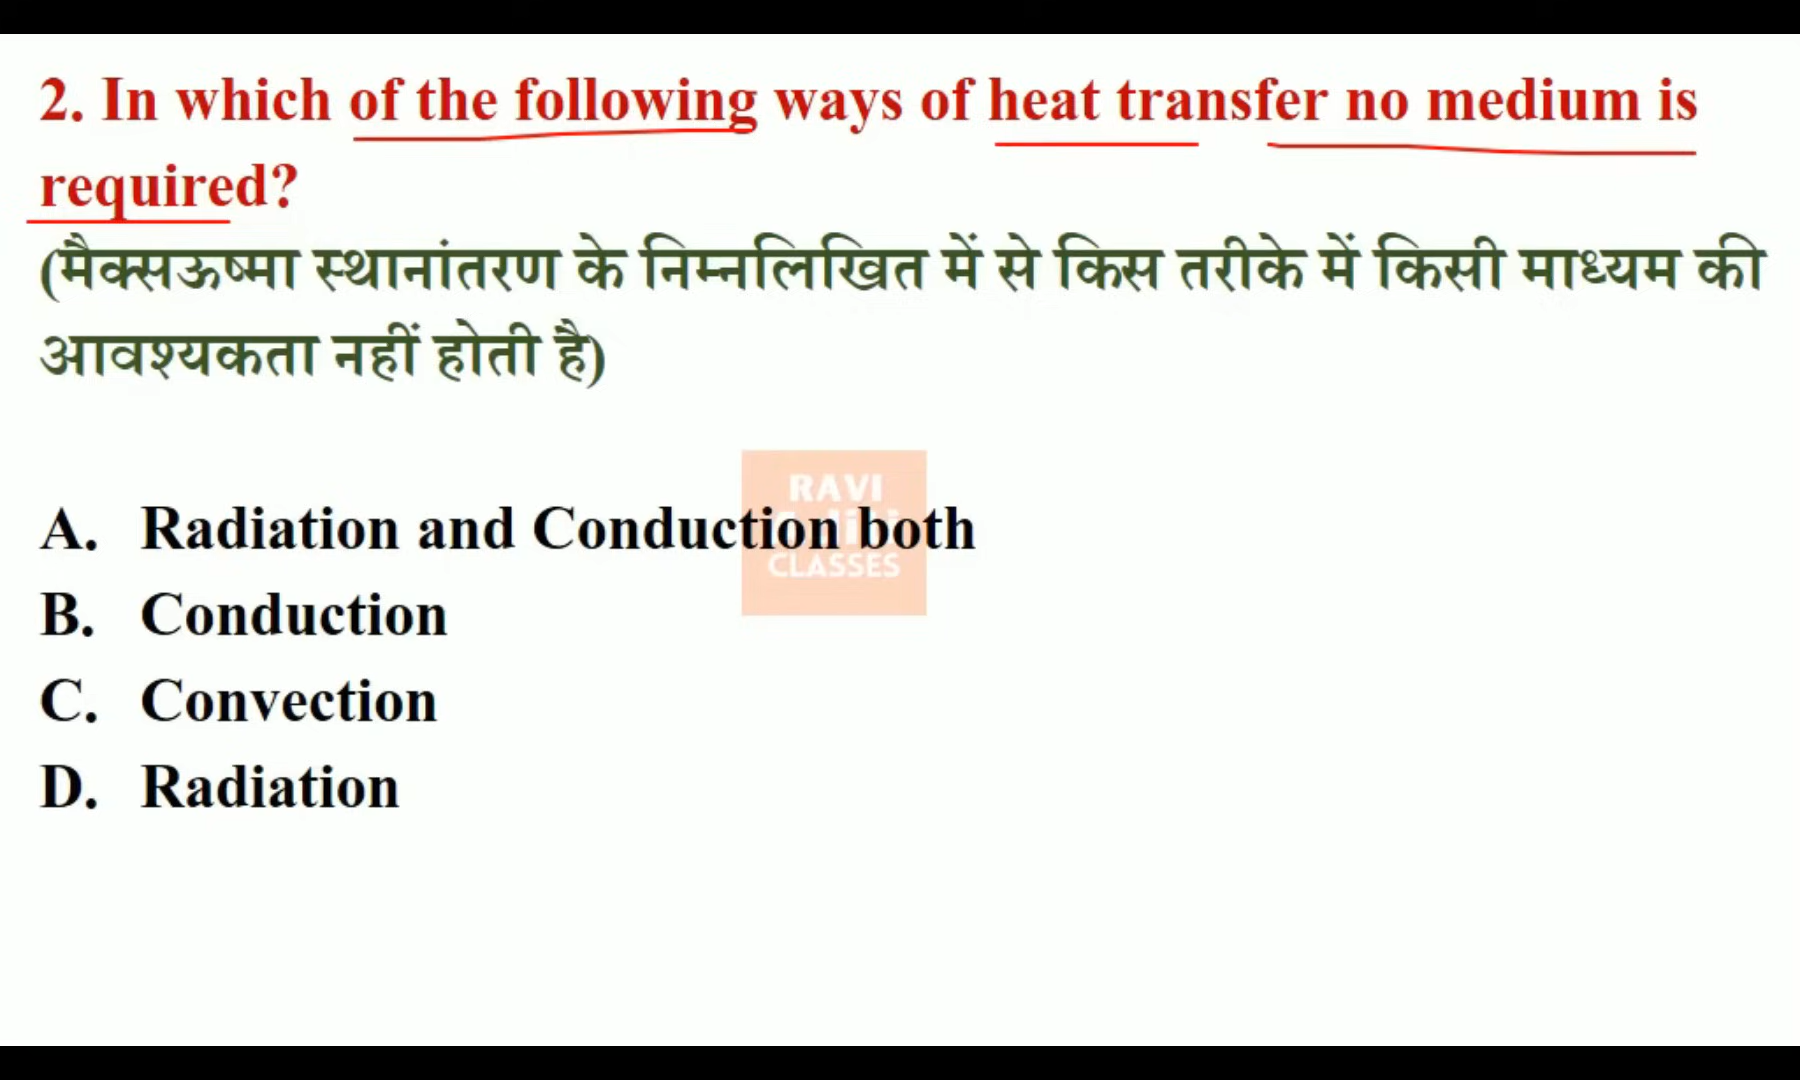 2. In which of the following ways of heat transfer no medium is
required?
(मैक्सऊष्मा स्थानांतरण के निम्नलिखित में से किस तरीके में किसी माध्यम की
आवश्यकता नहीं होती है)
RAVI
A. Radiation and Conduction both
CLASSES
B. Conduction
C. Convection
D. Radiation